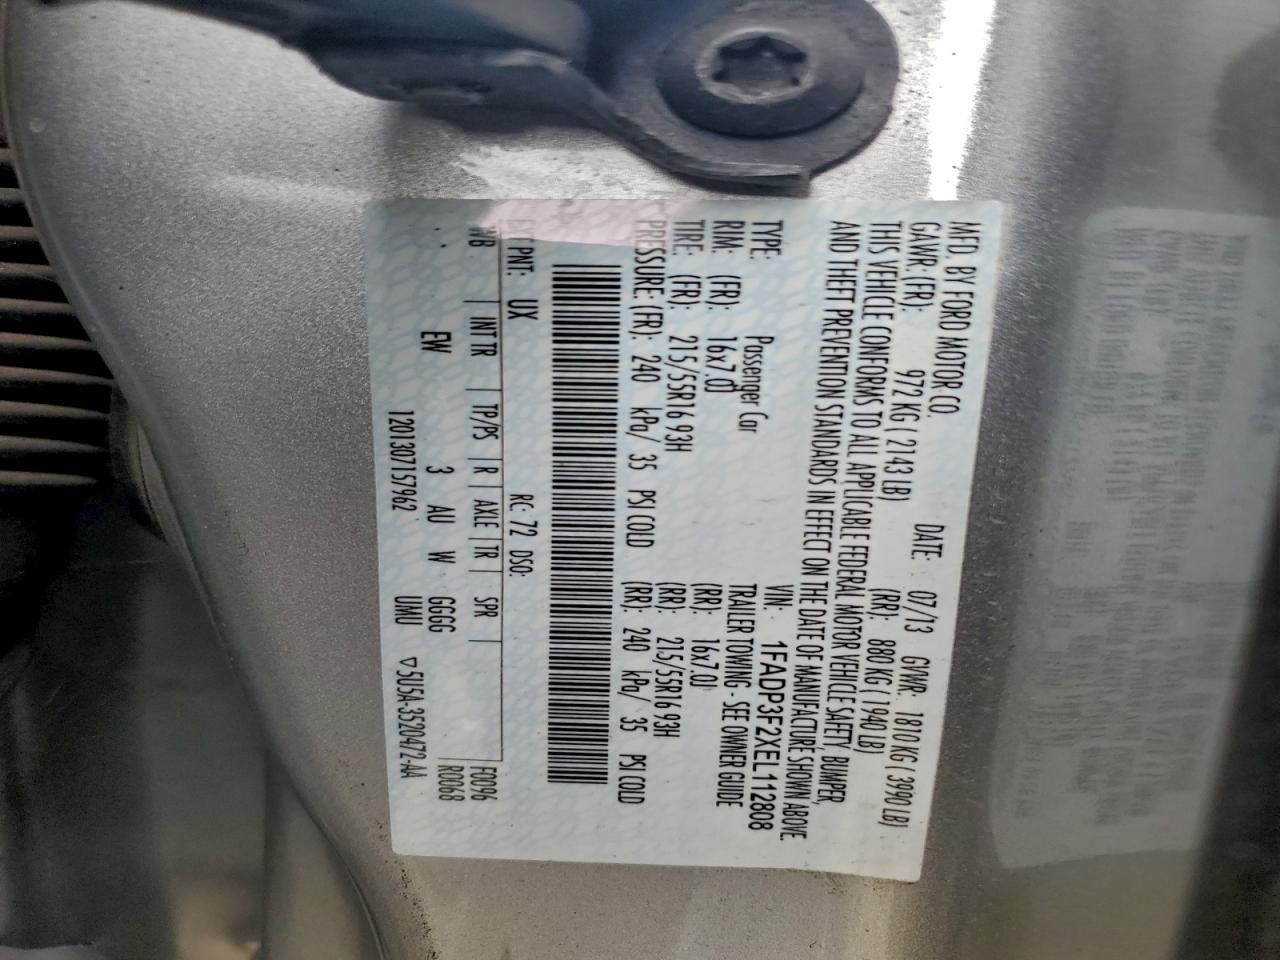 MFD. BY FORD MOTOR CO.
DATE: 07/13 GVWR: 1810 KG ( 3990 LB)
GAWR: (FR): 972 KG ( 2143 LB) (RR): 880 KG ( 1940 LB)
THIS VEHICLE CONFORMS TO ALL APPLICABLE FEDERAL MOTOR VEHICLE SAFETY, BUMPER,
AND THEFT PREVENTION STANDARDS IN EFFECT ON THE DATE OF MANUFACTURE SHOWN ABOVE.
VIN: 1FADP3F2XEL112808
TYPE: Passenger Car TRAILER TOWING - SEE OWNER GUIDE
RIM: (FR): 16x7.0J (RR): 16x7.0J
TIRE: (FR): 215/55R16 93H (RR): 215/55R16 93H
PRESSURE: (FR): 240 kPa/ 35 PSI COLD (RR): 240 kPa/ 35 PSI COLD
PNT: UX RC: 72 DSO:
WB INT TR TP/PS R AXLE TR SPR F0096
EW 3 AU W GGGG R0068
1201307157962 UMU ▽5U5A-3520472-AA